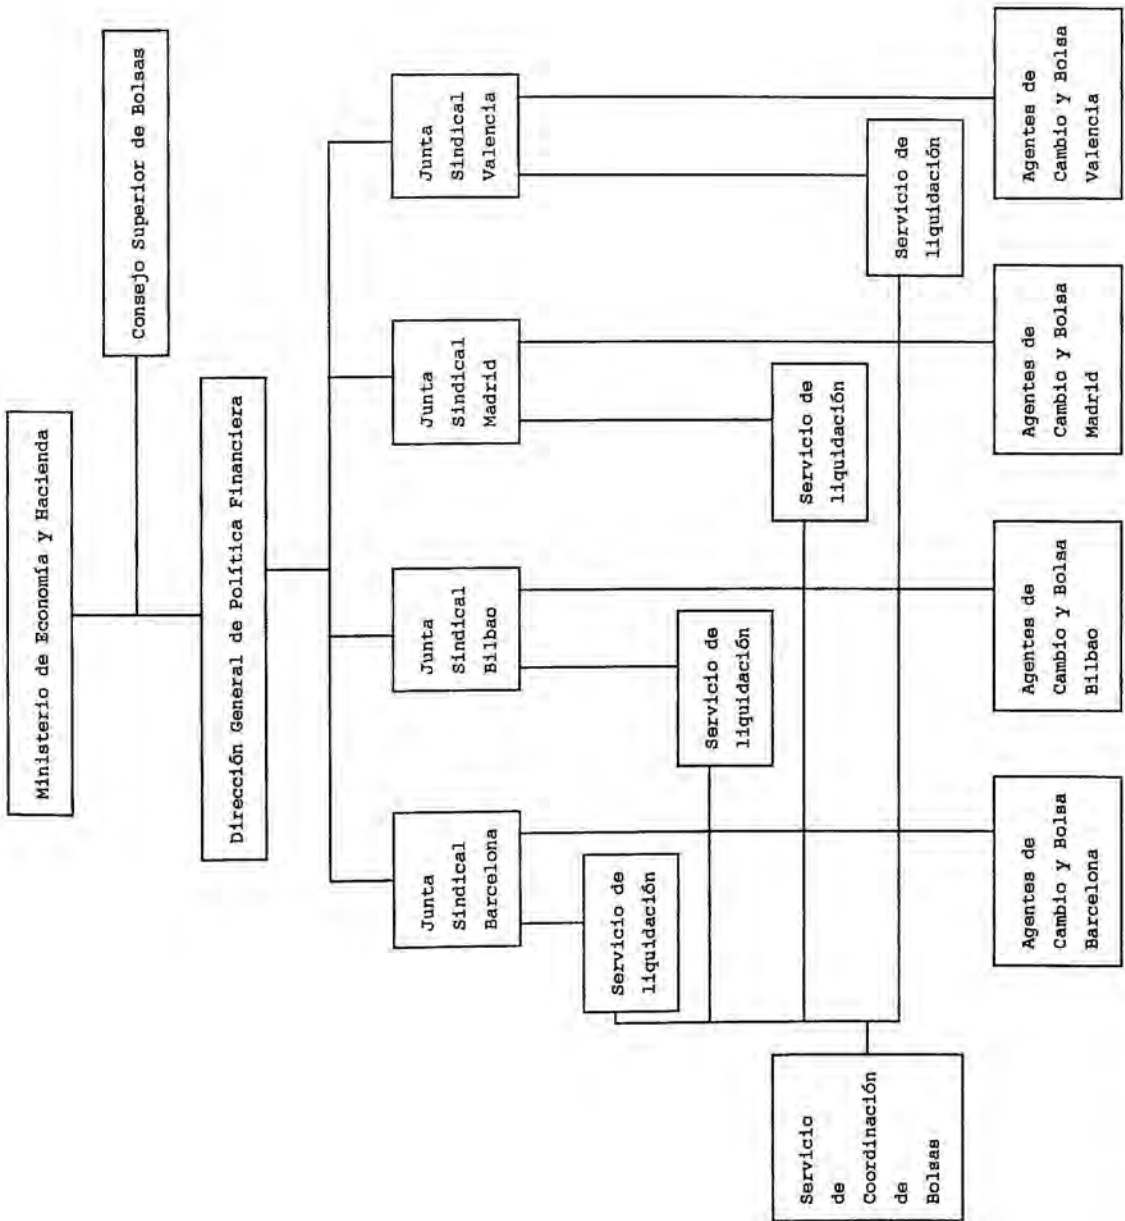 Ministerio de Economía y Hacienda
Consejo Superior de Bolsas
Dirección General de Política Financiera
Junta
Sindical
Barcelona
Junta
Sindical
Bilbao
Junta
Sindical
Madrid
Junta
Sindical
Valencia
Servicio de
liquidación
Servicio de
liquidación
Servicio de
liquidación
Servicio de
liquidación
Servicio
de
Coordinación
de
Bolsas
Agentes de
Cambio y Bolsa
Barcelona
Agentes de
Cambio y Bolsa
Bilbao
Agentes de
Cambio y Bolsa
Madrid
Agentes de
Cambio y Bolsa
Valencia